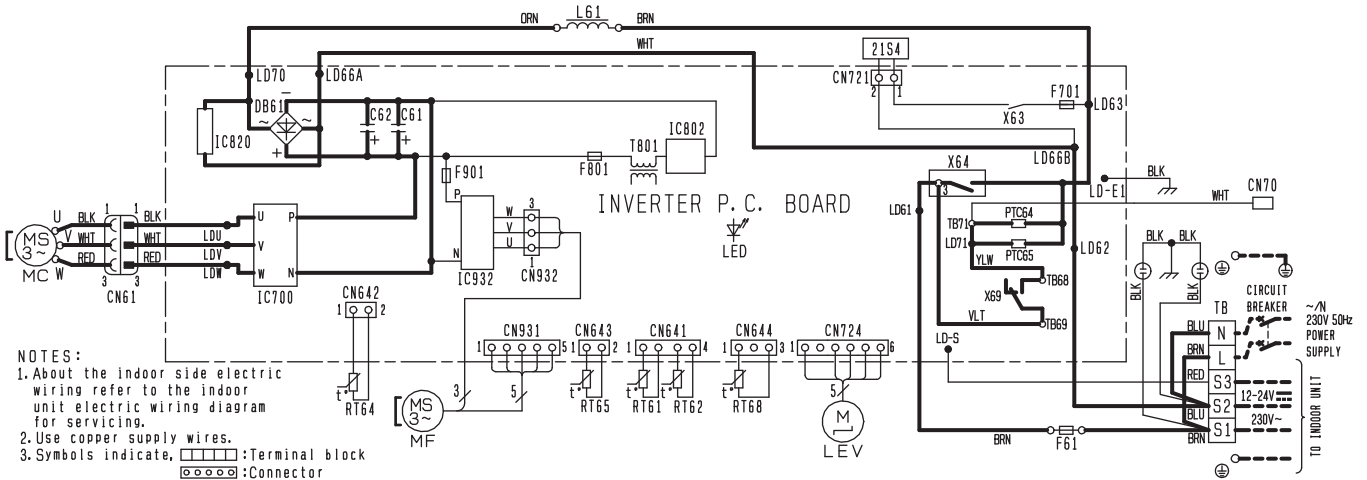 ORN L61 BRN
WHT
21S4
LD70 LD66A
CN721
2 1
F701
LD63
X63
DB61
−
~ ~
+
IC820
C62 C61
+ +
T801 IC802
F801
F901
LD66B
X64
3
LD-E1
BLK
WHT
CN70
INVERTER P. C. BOARD
LED
LD61
TB71
LD71
PTC64
PTC65
YLW
X69
TB68
VLT
TB69
LD62
LD-S
U
V
W
MS
3~
MC
BLK
WHT
RED
1 1
3 3
CN61
BLK
WHT
RED
LDU
LDV
LDW
U
V
W
P
N
IC700
P
N
IC932
W
V
U
3
1
CN932
CN642
1 2
t°
RT64
CN931
1 5
3
5
MS
3~
MF
CN643
1 2
t°
RT65
CN641
1 4
t°
RT61 RT62
CN644
1 3
t°
RT68
CN724
1 6
5
M
LEV
BLK BLK
BLK
BLK
TB
BLU
BRN
RED
BLU
BRN
N
L
S3
S2
S1
CIRCUIT
BREAKER
~/N
230V 50Hz
POWER
SUPPLY
12-24V
230V~
TO INDOOR UNIT
BRN
F61
NOTES:
1. About the indoor side electric
wiring refer to the indoor
unit electric wiring diagram
for servicing.
2. Use copper supply wires.
3. Symbols indicate, :Terminal block
:Connector